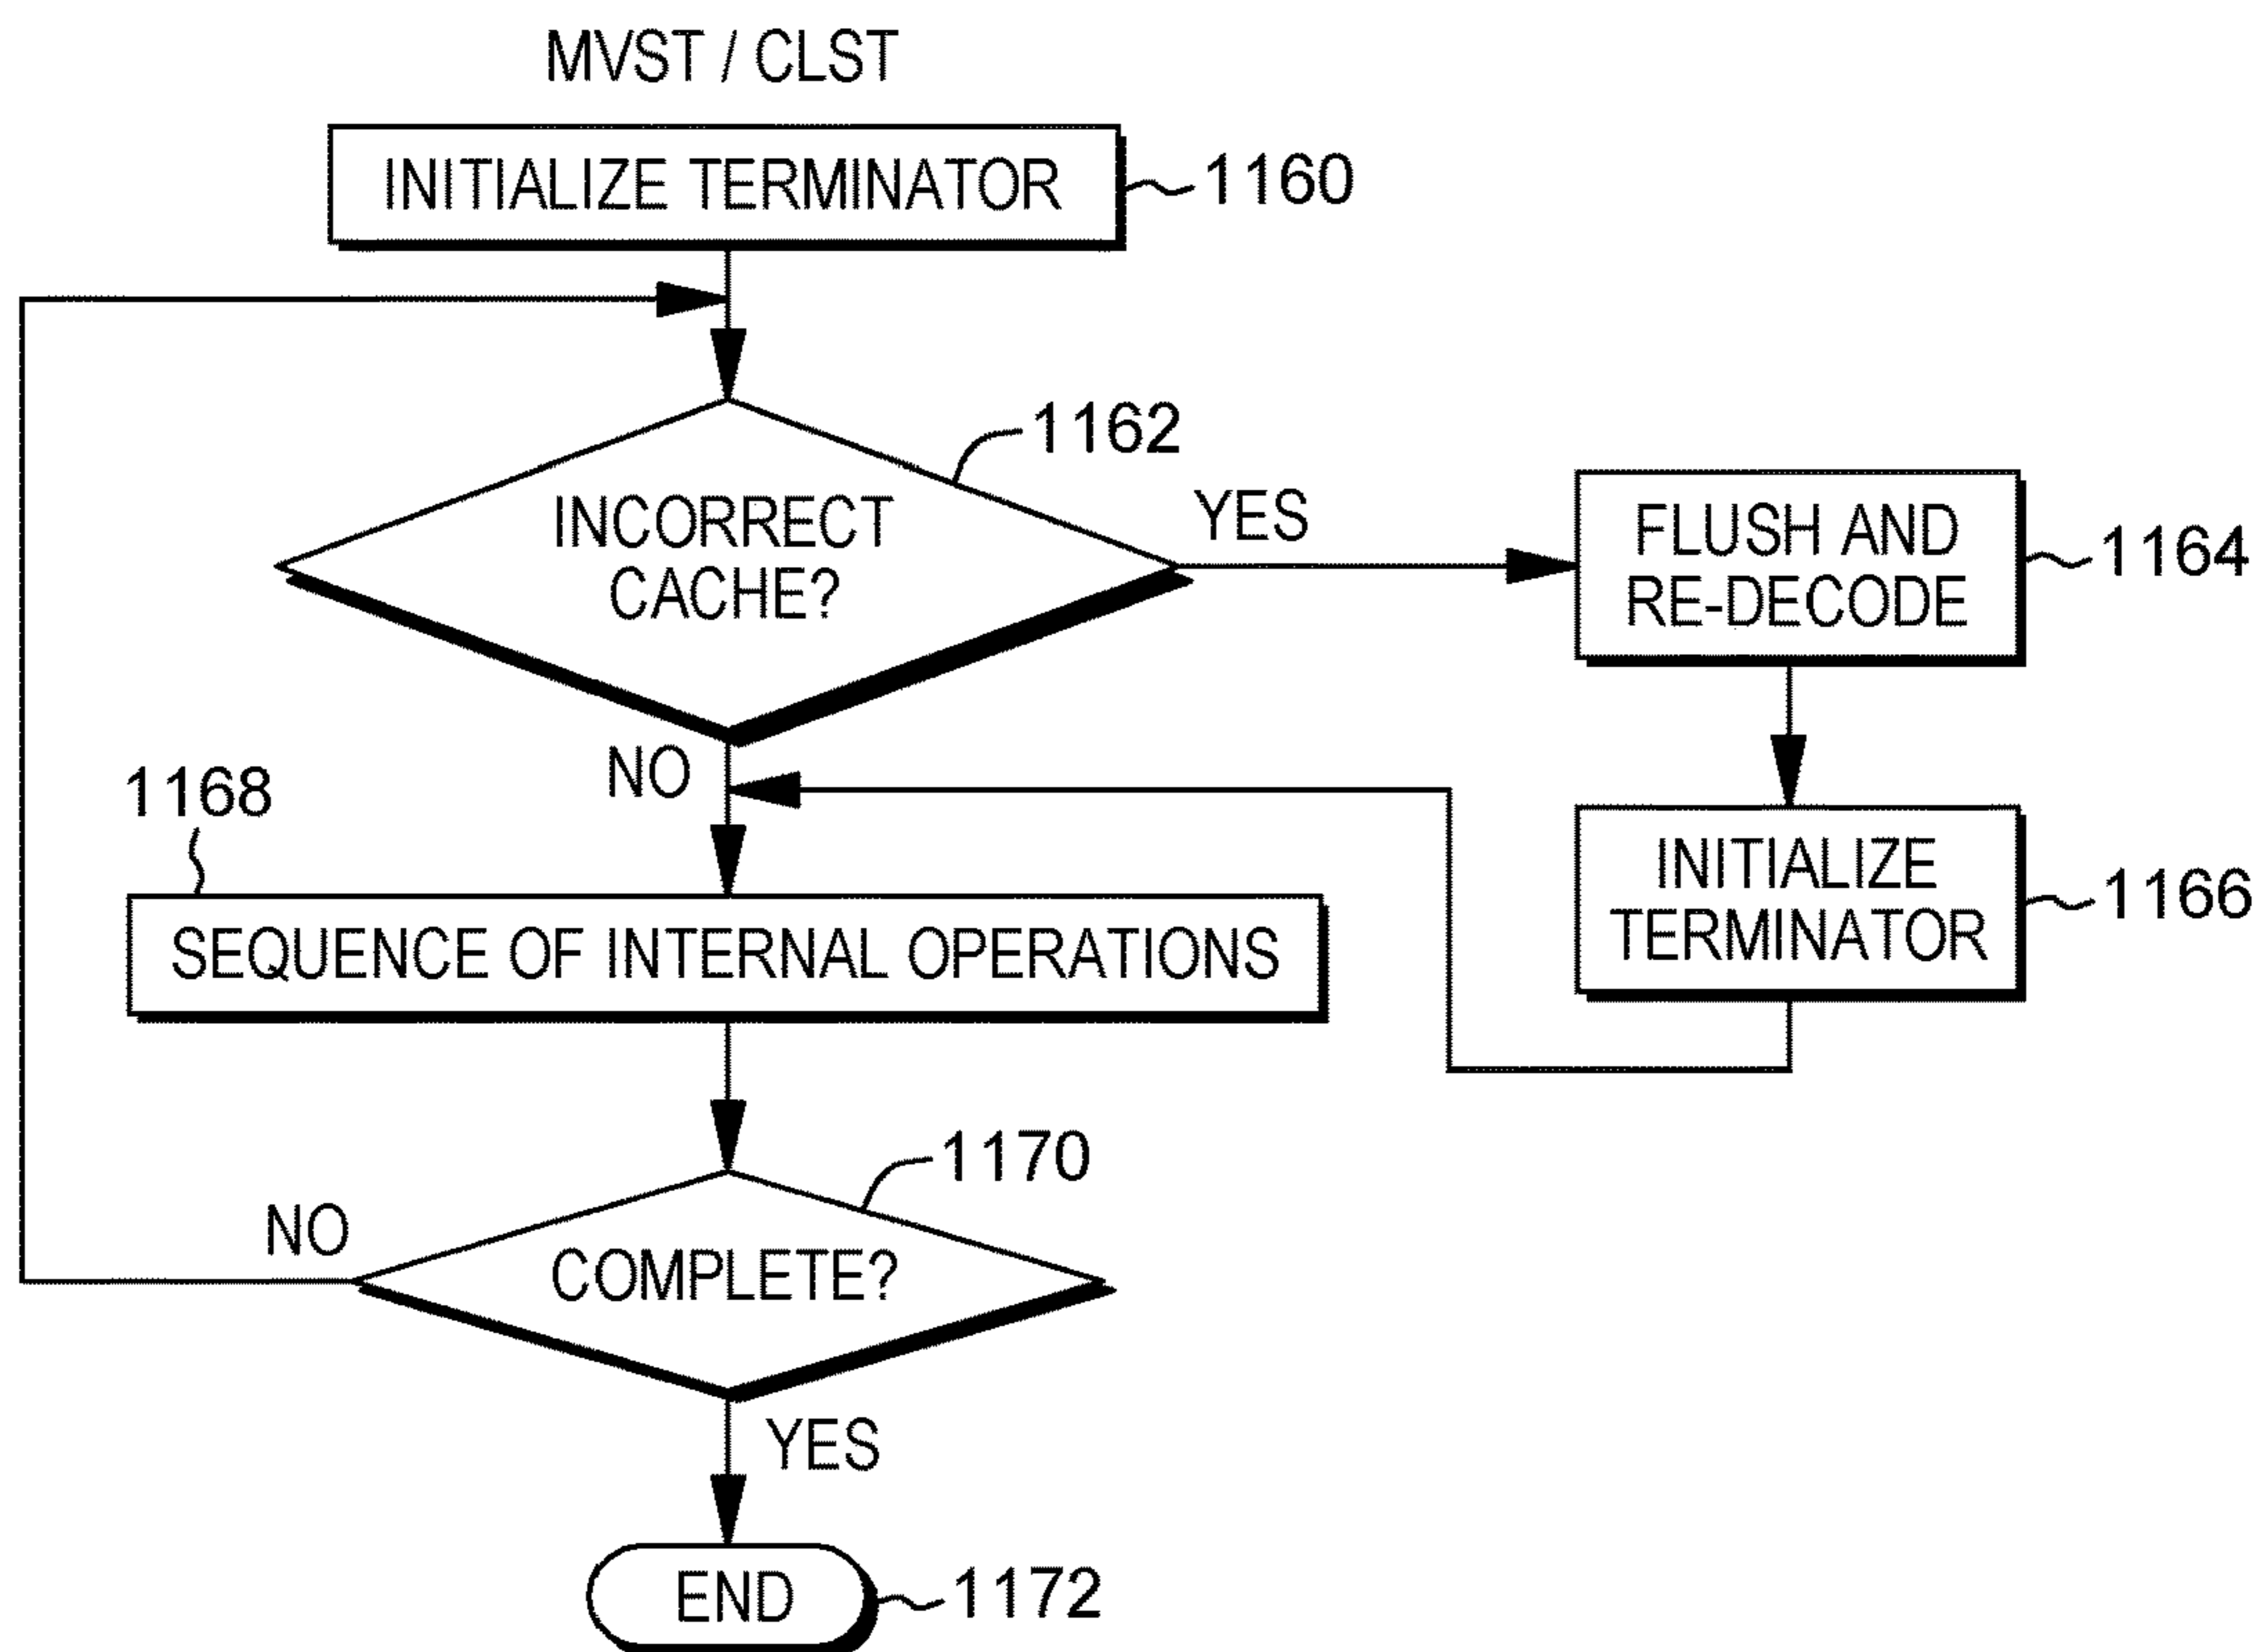 MVST / CLST
INITIALIZE TERMINATOR
1160
1162
INCORRECT
CACHE?
YES
FLUSH AND
RE-DECODE
1164
NO
1168
INITIALIZE
TERMINATOR
1166
SEQUENCE OF INTERNAL OPERATIONS
1170
NO
COMPLETE?
YES
END
1172